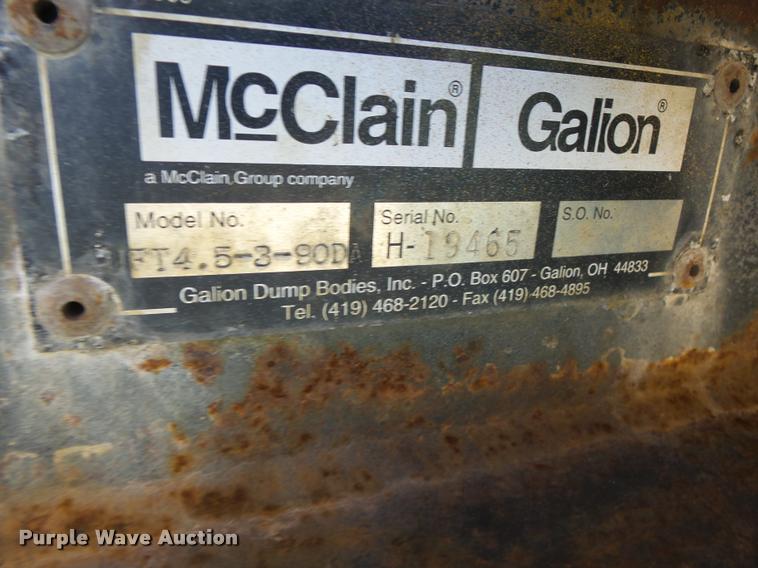 McClain® Galion®
a McClain Group company
Model No. Serial No. S.O. No.
FT4.5-3-90DA H-19465
Galion Dump Bodies, Inc. - P.O. Box 607 - Galion, OH 44833
Tel. (419) 468-2120 - Fax (419) 468-4895
Purple Wave Auction